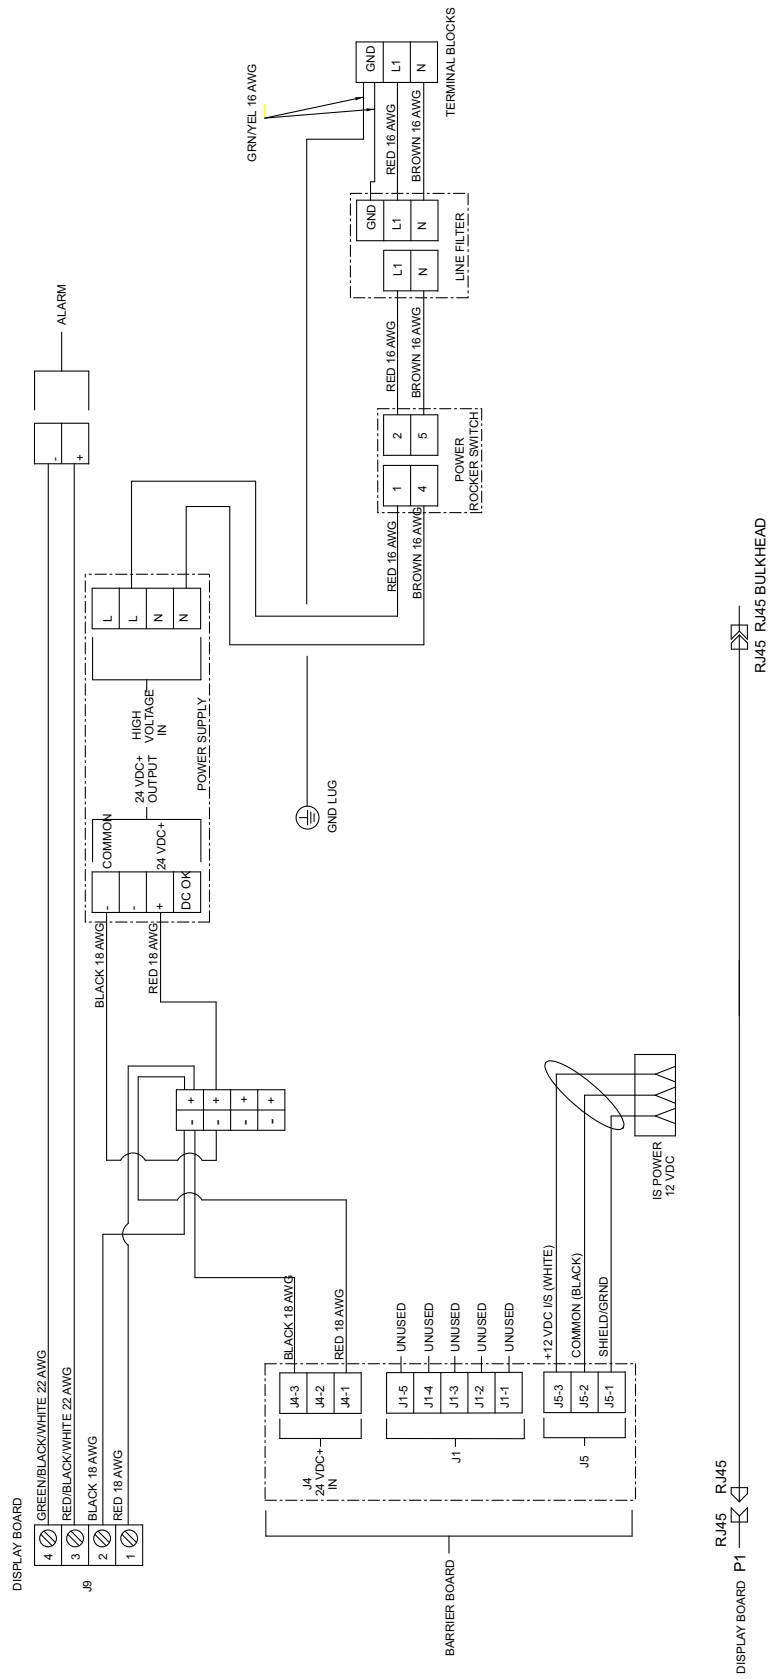 DISPLAY BOARD
J9
4
3
2
1
GREEN/BLACK/WHITE 22 AWG
RED/BLACK/WHITE 22 AWG
BLACK 18 AWG
RED 18 AWG
-
+
ALARM
BLACK 18 AWG
RED 18 AWG
-
-
+
DC OK
COMMON
24 VDC+
24 VDC+
OUTPUT
HIGH
VOLTAGE
IN
POWER SUPPLY
L
L
N
N
- +
- +
- +
- +
GND LUG
RED 16 AWG
BROWN 16 AWG
1
4
2
5
POWER
ROCKER SWITCH
RED 16 AWG
BROWN 16 AWG
L1
N
GND
L1
N
LINE FILTER
GRN/YEL 16 AWG
RED 16 AWG
BROWN 16 AWG
GND
L1
N
TERMINAL BLOCKS
BARRIER BOARD
J4
24 VDC+
IN
J4-3
J4-2
J4-1
BLACK 18 AWG
RED 18 AWG
J1
J1-5
J1-4
J1-3
J1-2
J1-1
UNUSED
UNUSED
UNUSED
UNUSED
UNUSED
J5
J5-3
J5-2
J5-1
+12 VDC I/S (WHITE)
COMMON (BLACK)
SHIELD/GRND
IS POWER
12 VDC
DISPLAY BOARD P1
RJ45
RJ45
RJ45 RJ45 BULKHEAD